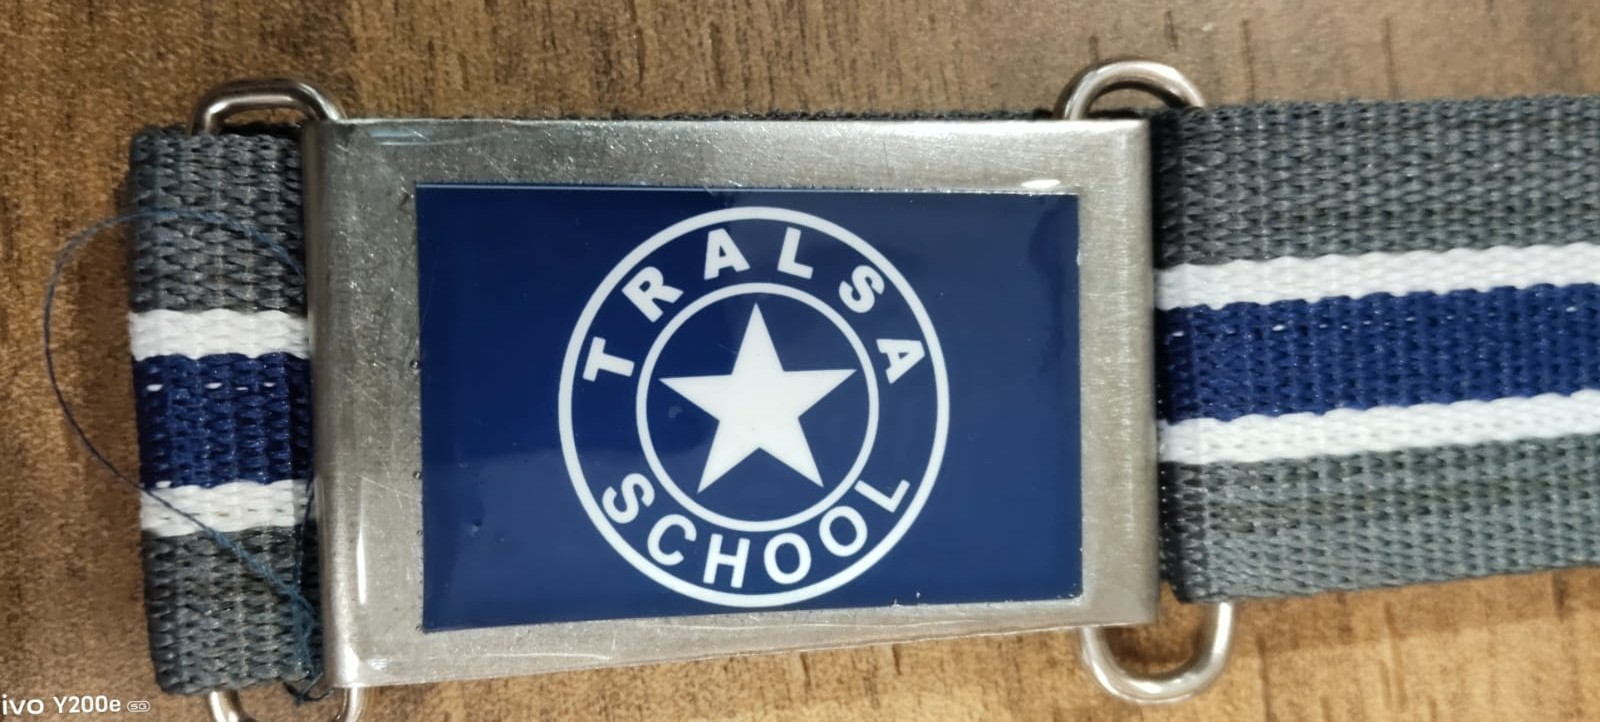 TRALSA
SCHOOL
ivo Y200e 5G